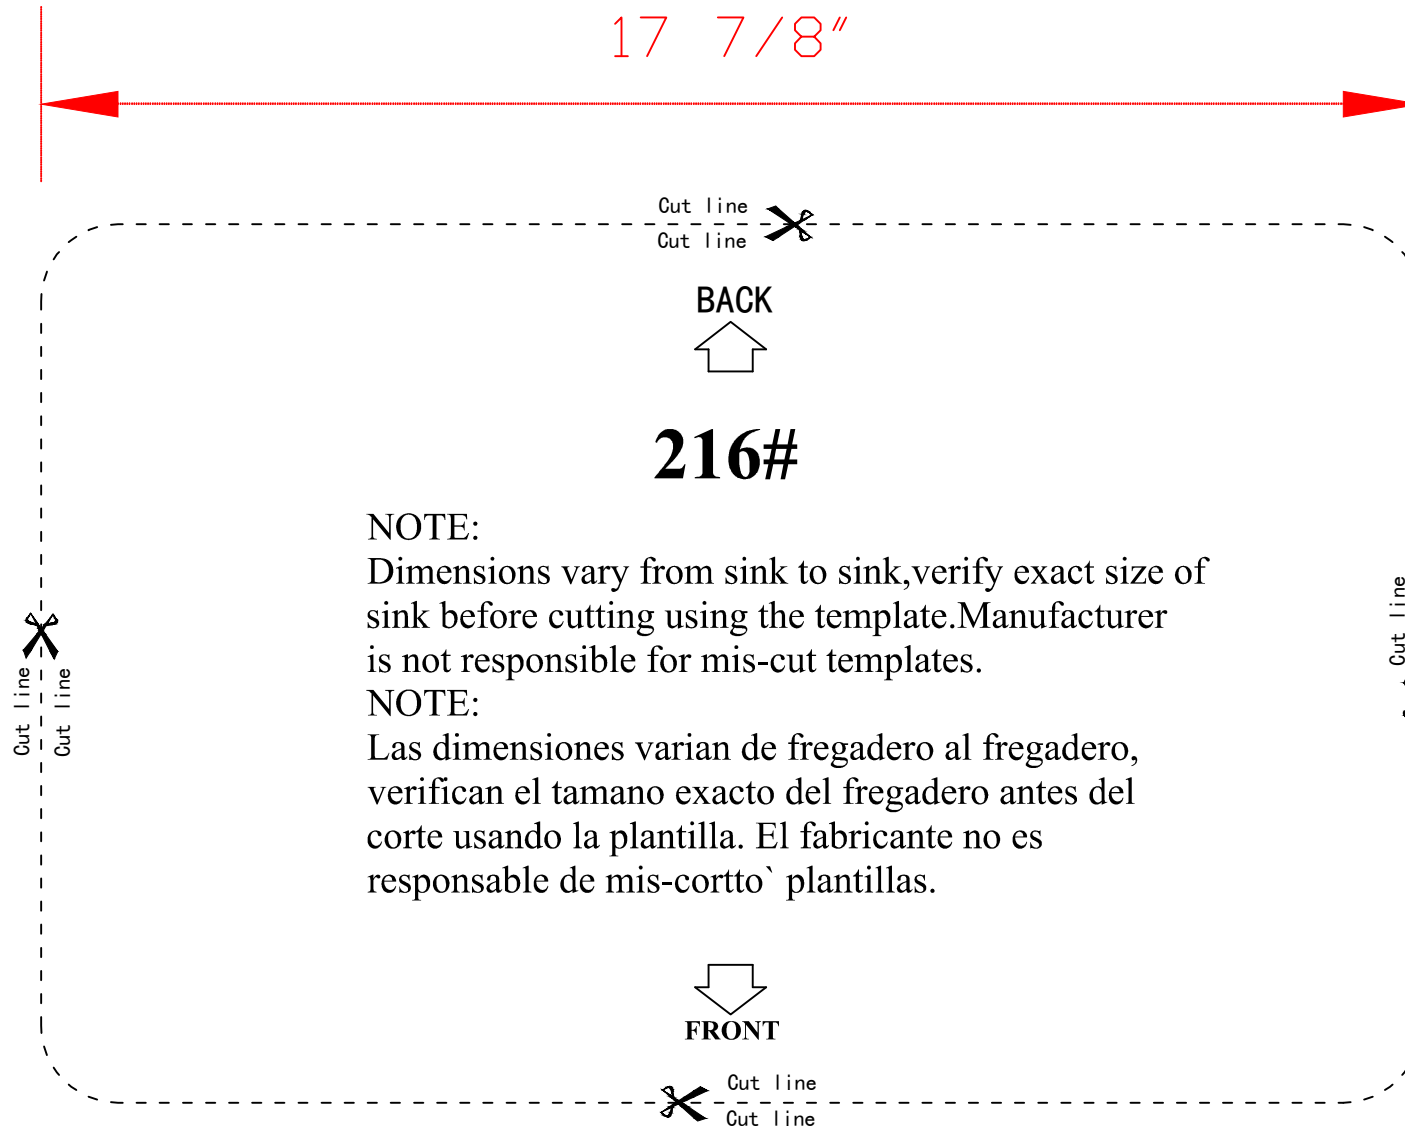 17 7/8"
Cut line
Cut line
BACK
216#
NOTE:
Dimensions vary from sink to sink,verify exact size of
sink before cutting using the template.Manufacturer
is not responsible for mis-cut templates.
NOTE:
Las dimensiones varian de fregadero al fregadero,
verifican el tamano exacto del fregadero antes del
corte usando la plantilla. El fabricante no es
responsable de mis-cortto` plantillas.
Cut line
Cut line
Cut line
FRONT
Cut line
Cut line